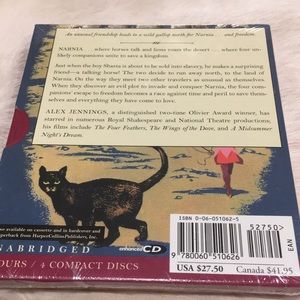 An unusual friendship leads to a wild gallop north for Narnia ... and freedom.
NARNIA ... where horses talk and lions roam the desert ... where four un-
likely companions unite to save a kingdom.
Just when the boy Shasta is about to be sold into slavery, he makes a surprising
friend—a talking horse! The two decide to run away north, to the land of
Narnia. On the way they meet two other travelers as unusual as themselves.
When they discover an evil plot to invade and conquer Narnia, the four com-
panions' escape to freedom becomes a race against time and peril to save them-
selves and everything they have come to love.
ALEX JENNINGS, a distinguished two-time Olivier Award winner, has
starred in numerous Royal Shakespeare and National Theatre productions,
his films include The Four Feathers, The Wings of the Dove, and A Midsummer
Night's Dream.
available on cassette and in hardcover and
paperback from HarperCollinsPublishers, Inc.
ABRIDGED
enhanced CD
OURS / 4 COMPACT DISCS
ISBN 0-06-051062-5
52750>
9 780060 510626
EAN
USA $27.50
Canada $41.95